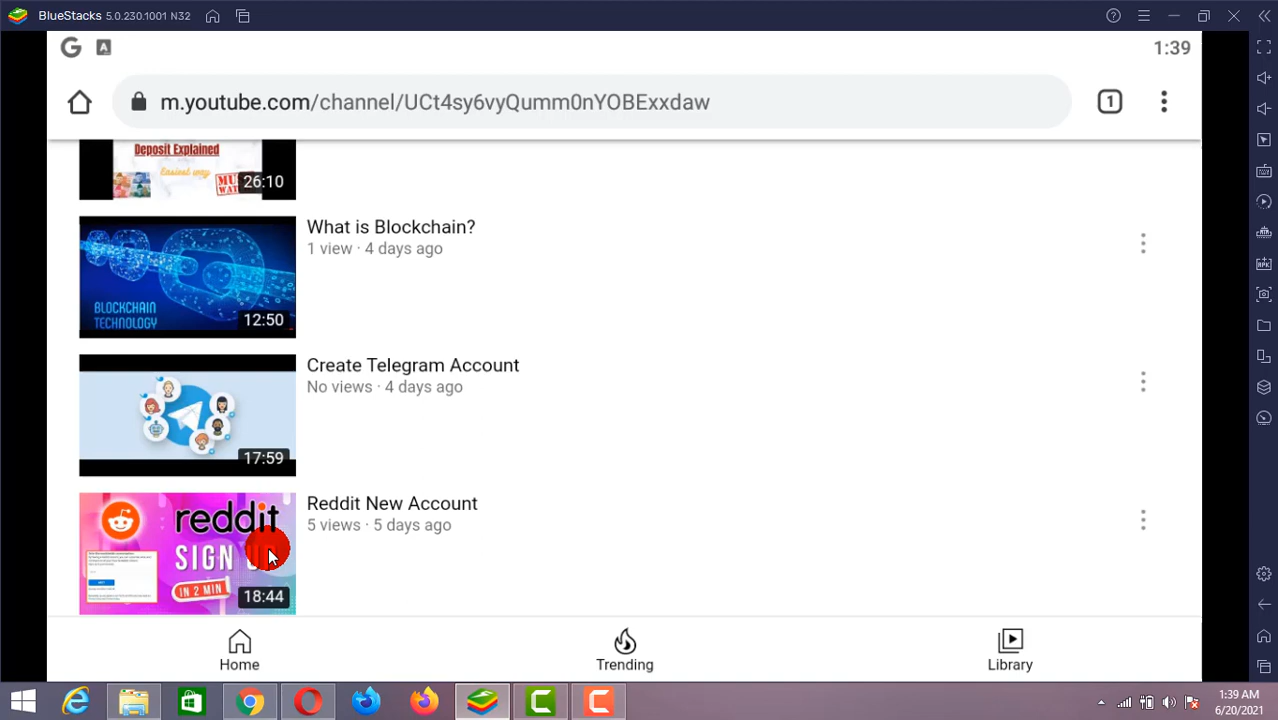 BlueStacks 5.0.230.1001 N32
G A 1:39
m.youtube.com/channel/UCt4sy6vyQumm0nYOBExxdaw 1
Deposit Explained
Easiest way
26:10
What is Blockchain?
1 view · 4 days ago
BLOCKCHAIN
TECHNOLOGY
12:50
Create Telegram Account
No views · 4 days ago
17:59
Reddit New Account
5 views · 5 days ago
reddit
SIGN
IN 2 MIN
18:44
Home Trending Library
1:39 AM
6/20/2021